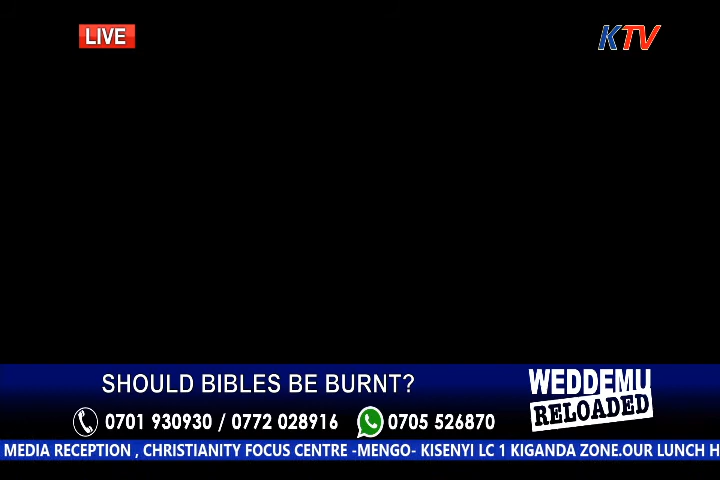 LIVE
KTV
SHOULD BIBLES BE BURNT?
0701 930930 / 0772 028916
0705 526870
WEDDEMU
RELOADED
MEDIA RECEPTION , CHRISTIANITY FOCUS CENTRE -MENGO- KISENYI LC 1 KIGANDA ZONE.OUR LUNCH H